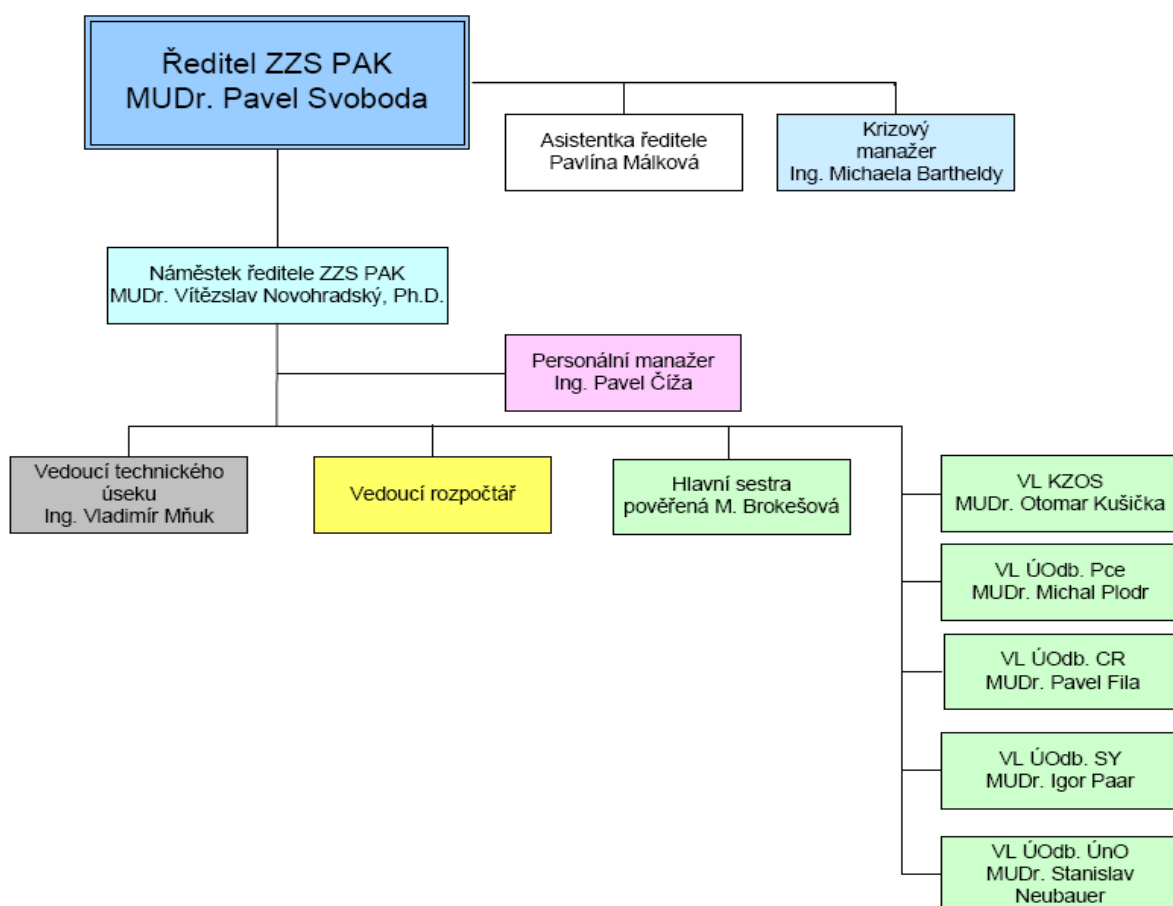 Ředitel ZZS PAK
MUDr. Pavel Svoboda
Asistentka ředitele
Pavlína Málková
Krizový
manažer
Ing. Michaela Bartheldy
Náměstek ředitele ZZS PAK
MUDr. Vítězslav Novohradský, Ph.D.
Personální manažer
Ing. Pavel Číža
Vedoucí technického
úseku
Ing. Vladimír Mňuk
Vedoucí rozpočtář
Hlavní sestra
pověřená M. Brokešová
VL KZOS
MUDr. Otomar Kušička
VL ÚOdb. Pce
MUDr. Michal Plodr
VL ÚOdb. CR
MUDr. Pavel Fila
VL ÚOdb. SY
MUDr. Igor Paar
VL ÚOdb. ÚnO
MUDr. Stanislav
Neubauer